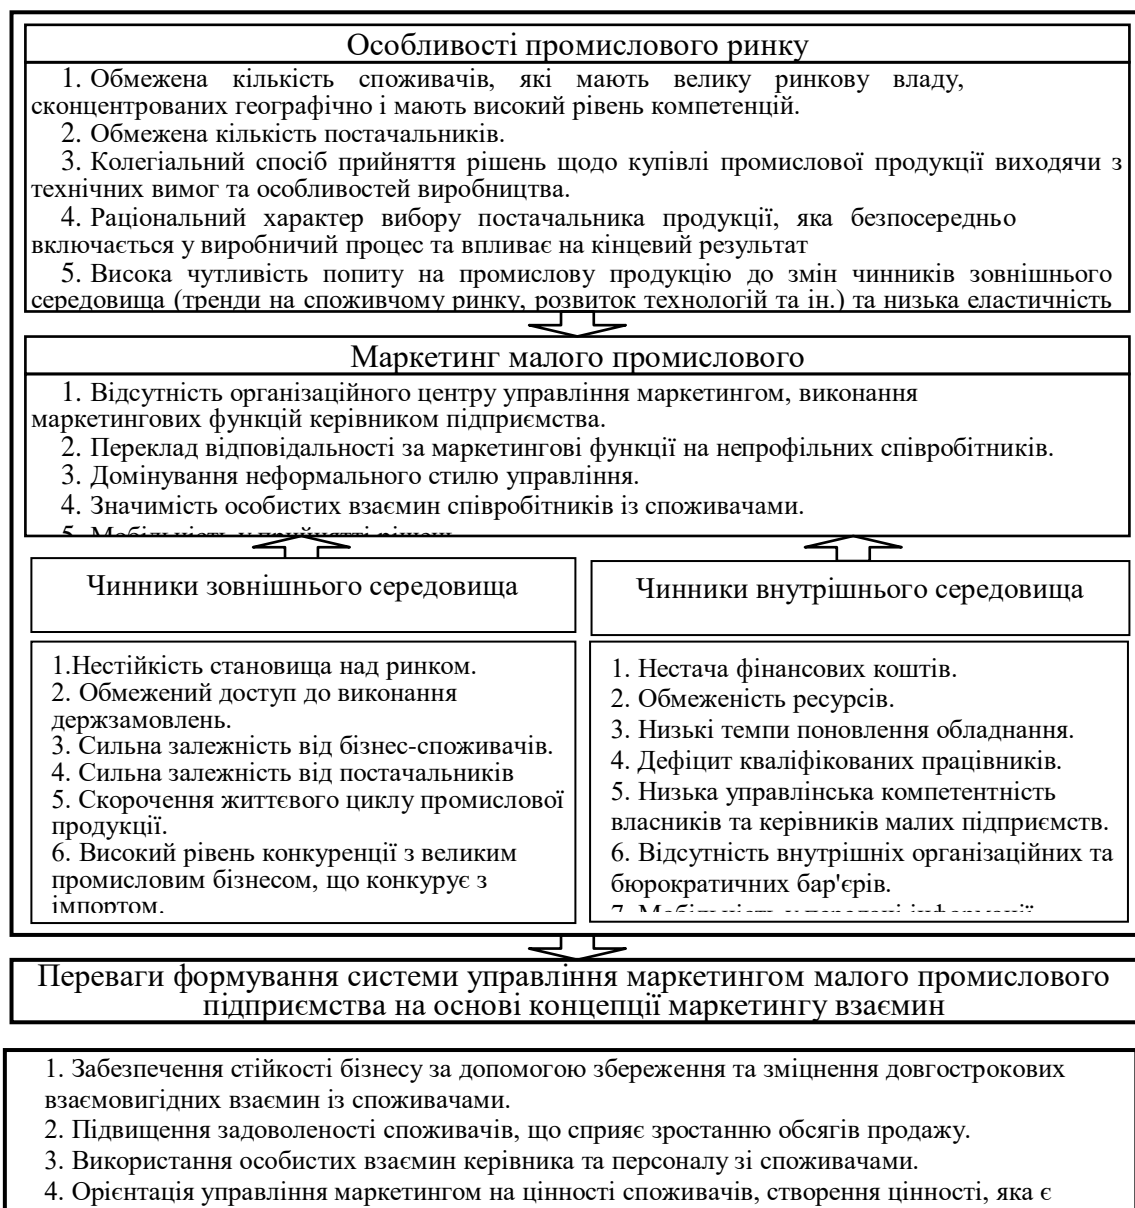 Особливості промислового ринку
1. Обмежена кількість споживачів, які мають велику ринкову владу,
сконцентрованих географічно і мають високий рівень компетенцій.
2. Обмежена кількість постачальників.
3. Колегіальний спосіб прийняття рішень щодо купівлі промислової продукції виходячи з
технічних вимог та особливостей виробництва.
4. Раціональний характер вибору постачальника продукції, яка безпосередньо
включається у виробничий процес та впливає на кінцевий результат
5. Висока чутливість попиту на промислову продукцію до змін чинників зовнішнього
середовища (тренди на споживчому ринку, розвиток технологій та ін.) та низька еластичність
Маркетинг малого промислового
1. Відсутність організаційного центру управління маркетингом, виконання
маркетингових функцій керівником підприємства.
2. Переклад відповідальності за маркетингові функції на непрофільних співробітників.
3. Домінування неформального стилю управління.
4. Значимість особистих взаємин співробітників із споживачами.
5. Мобільність у прийнятті рішень
Чинники зовнішнього середовища
1.Нестійкість становища над ринком.
2. Обмежений доступ до виконання
держзамовлень.
3. Сильна залежність від бізнес-споживачів.
4. Сильна залежність від постачальників
5. Скорочення життєвого циклу промислової
продукції.
6. Високий рівень конкуренції з великим
промисловим бізнесом, що конкурує з
імпортом.
Чинники внутрішнього середовища
1. Нестача фінансових коштів.
2. Обмеженість ресурсів.
3. Низькі темпи поновлення обладнання.
4. Дефіцит кваліфікованих працівників.
5. Низька управлінська компетентність
власників та керівників малих підприємств.
6. Відсутність внутрішніх організаційних та
бюрократичних бар'єрів.
7. Мобільність у передачі інформації
Переваги формування системи управління маркетингом малого промислового
підприємства на основі концепції маркетингу взаємин
1. Забезпечення стійкості бізнесу за допомогою збереження та зміцнення довгострокових
взаємовигідних взаємин із споживачами.
2. Підвищення задоволеності споживачів, що сприяє зростанню обсягів продажу.
3. Використання особистих взаємин керівника та персоналу зі споживачами.
4. Орієнтація управління маркетингом на цінності споживачів, створення цінності, яка є